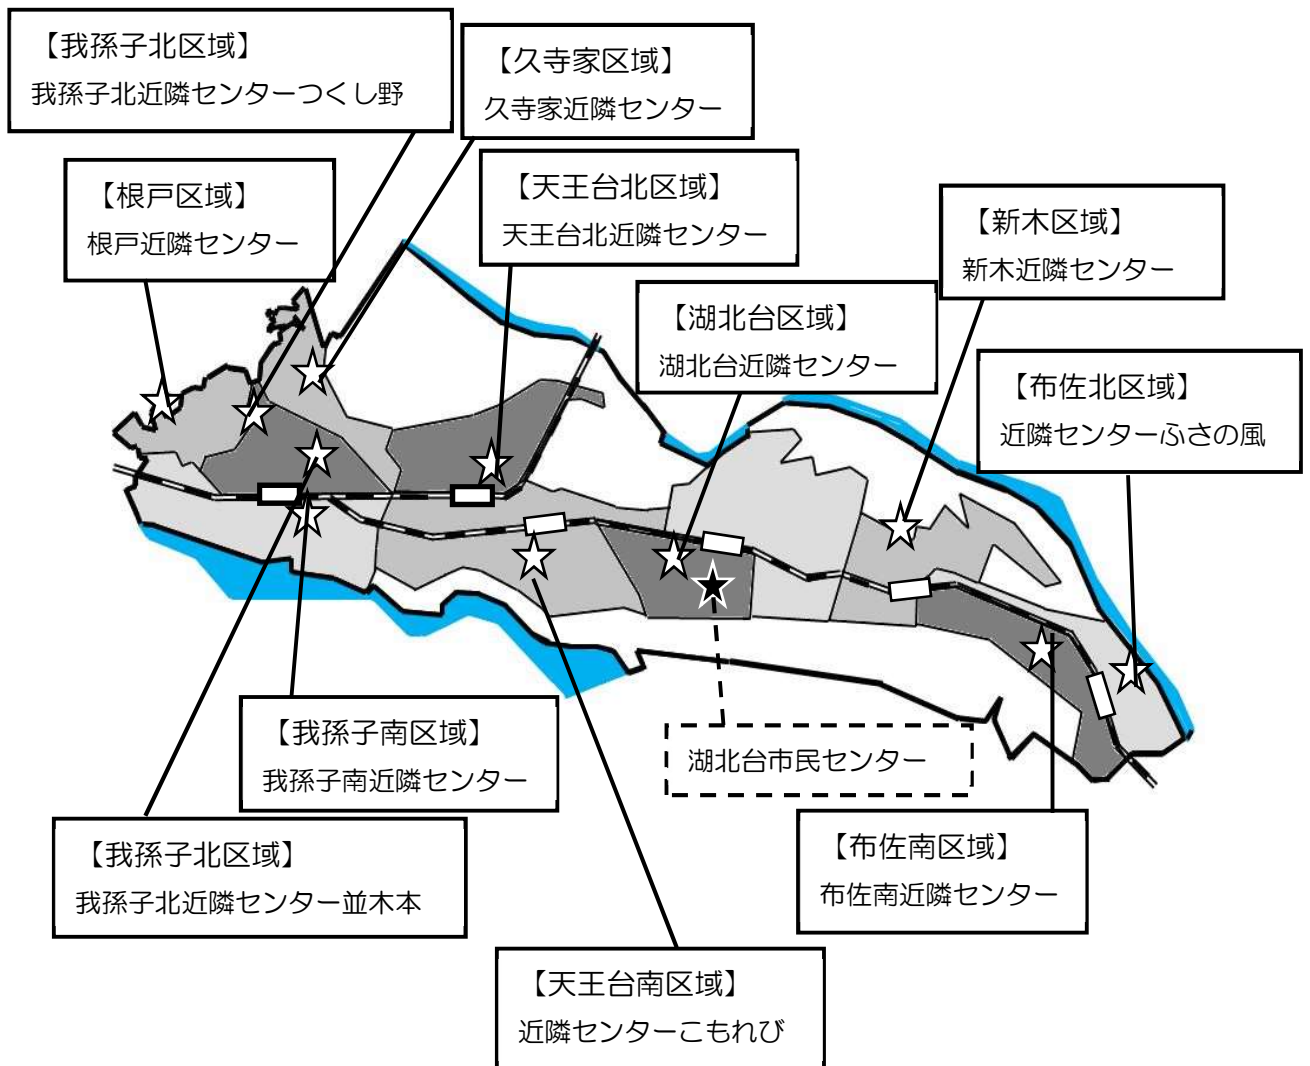 【我孫子北区域】
我孫子北近隣センターつくし野
【久寺家区域】
久寺家近隣センター
【根戸区域】
根戸近隣センター
【天王台北区域】
天王台北近隣センター
【新木区域】
新木近隣センター
【湖北台区域】
湖北台近隣センター
【布佐北区域】
近隣センターふさの風
【我孫子南区域】
我孫子南近隣センター
湖北台市民センター
【我孫子北区域】
我孫子北近隣センター並木本
【布佐南区域】
布佐南近隣センター
【天王台南区域】
近隣センターこもれび